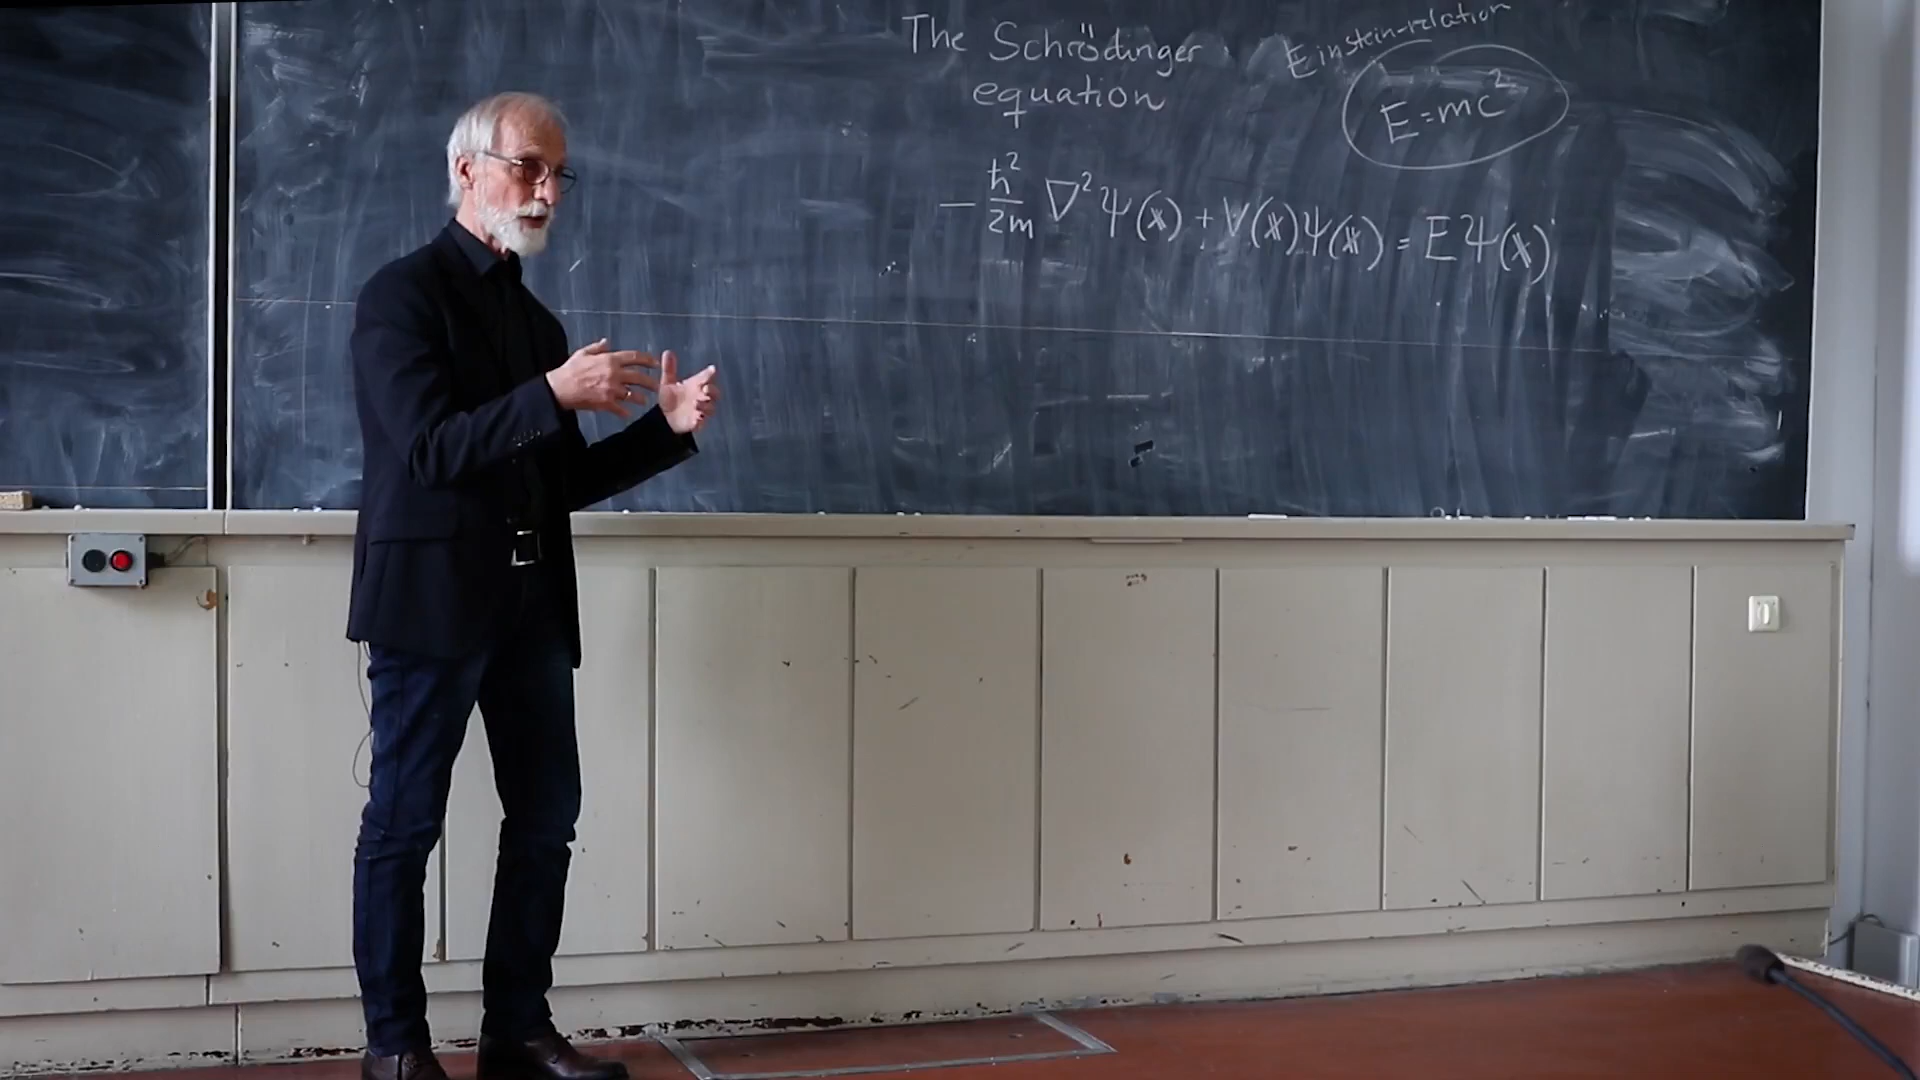 The Schrödinger
equation
Einstein-relation
E=mc²
- ℏ²/2m ∇²Ψ(x) + V(x)Ψ(x) = EΨ(x)